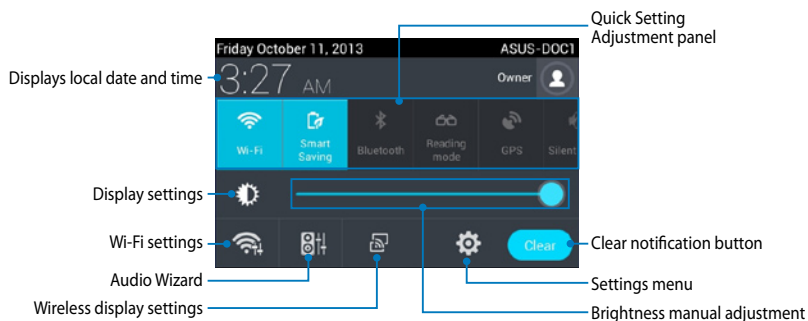 Quick Setting
Adjustment panel
Friday October 11, 2013 ASUS-DOC1
Displays local date and time
3:27 AM
Owner
Wi-Fi
Smart
Saving
Bluetooth
Reading
mode
GPS
Silent
Display settings
Wi-Fi settings
Clear
Clear notification button
Audio Wizard
Settings menu
Wireless display settings
Brightness manual adjustment